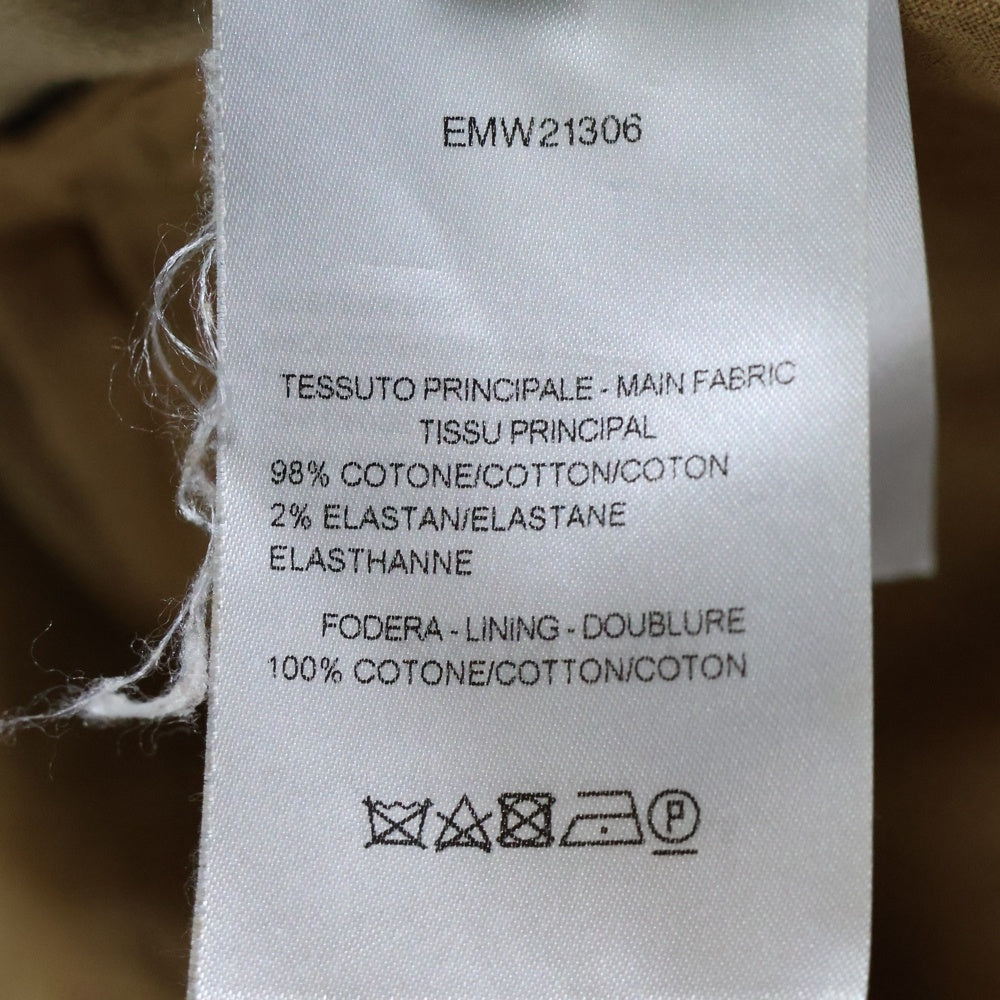 EMW21306
TESSUTO PRINCIPALE - MAIN FABRIC
TISSU PRINCIPAL
98% COTONE/COTTON/COTON
2% ELASTAN/ELASTANE
ELASTHANNE
FODERA - LINING - DOUBLURE
100% COTONE/COTTON/COTON
P